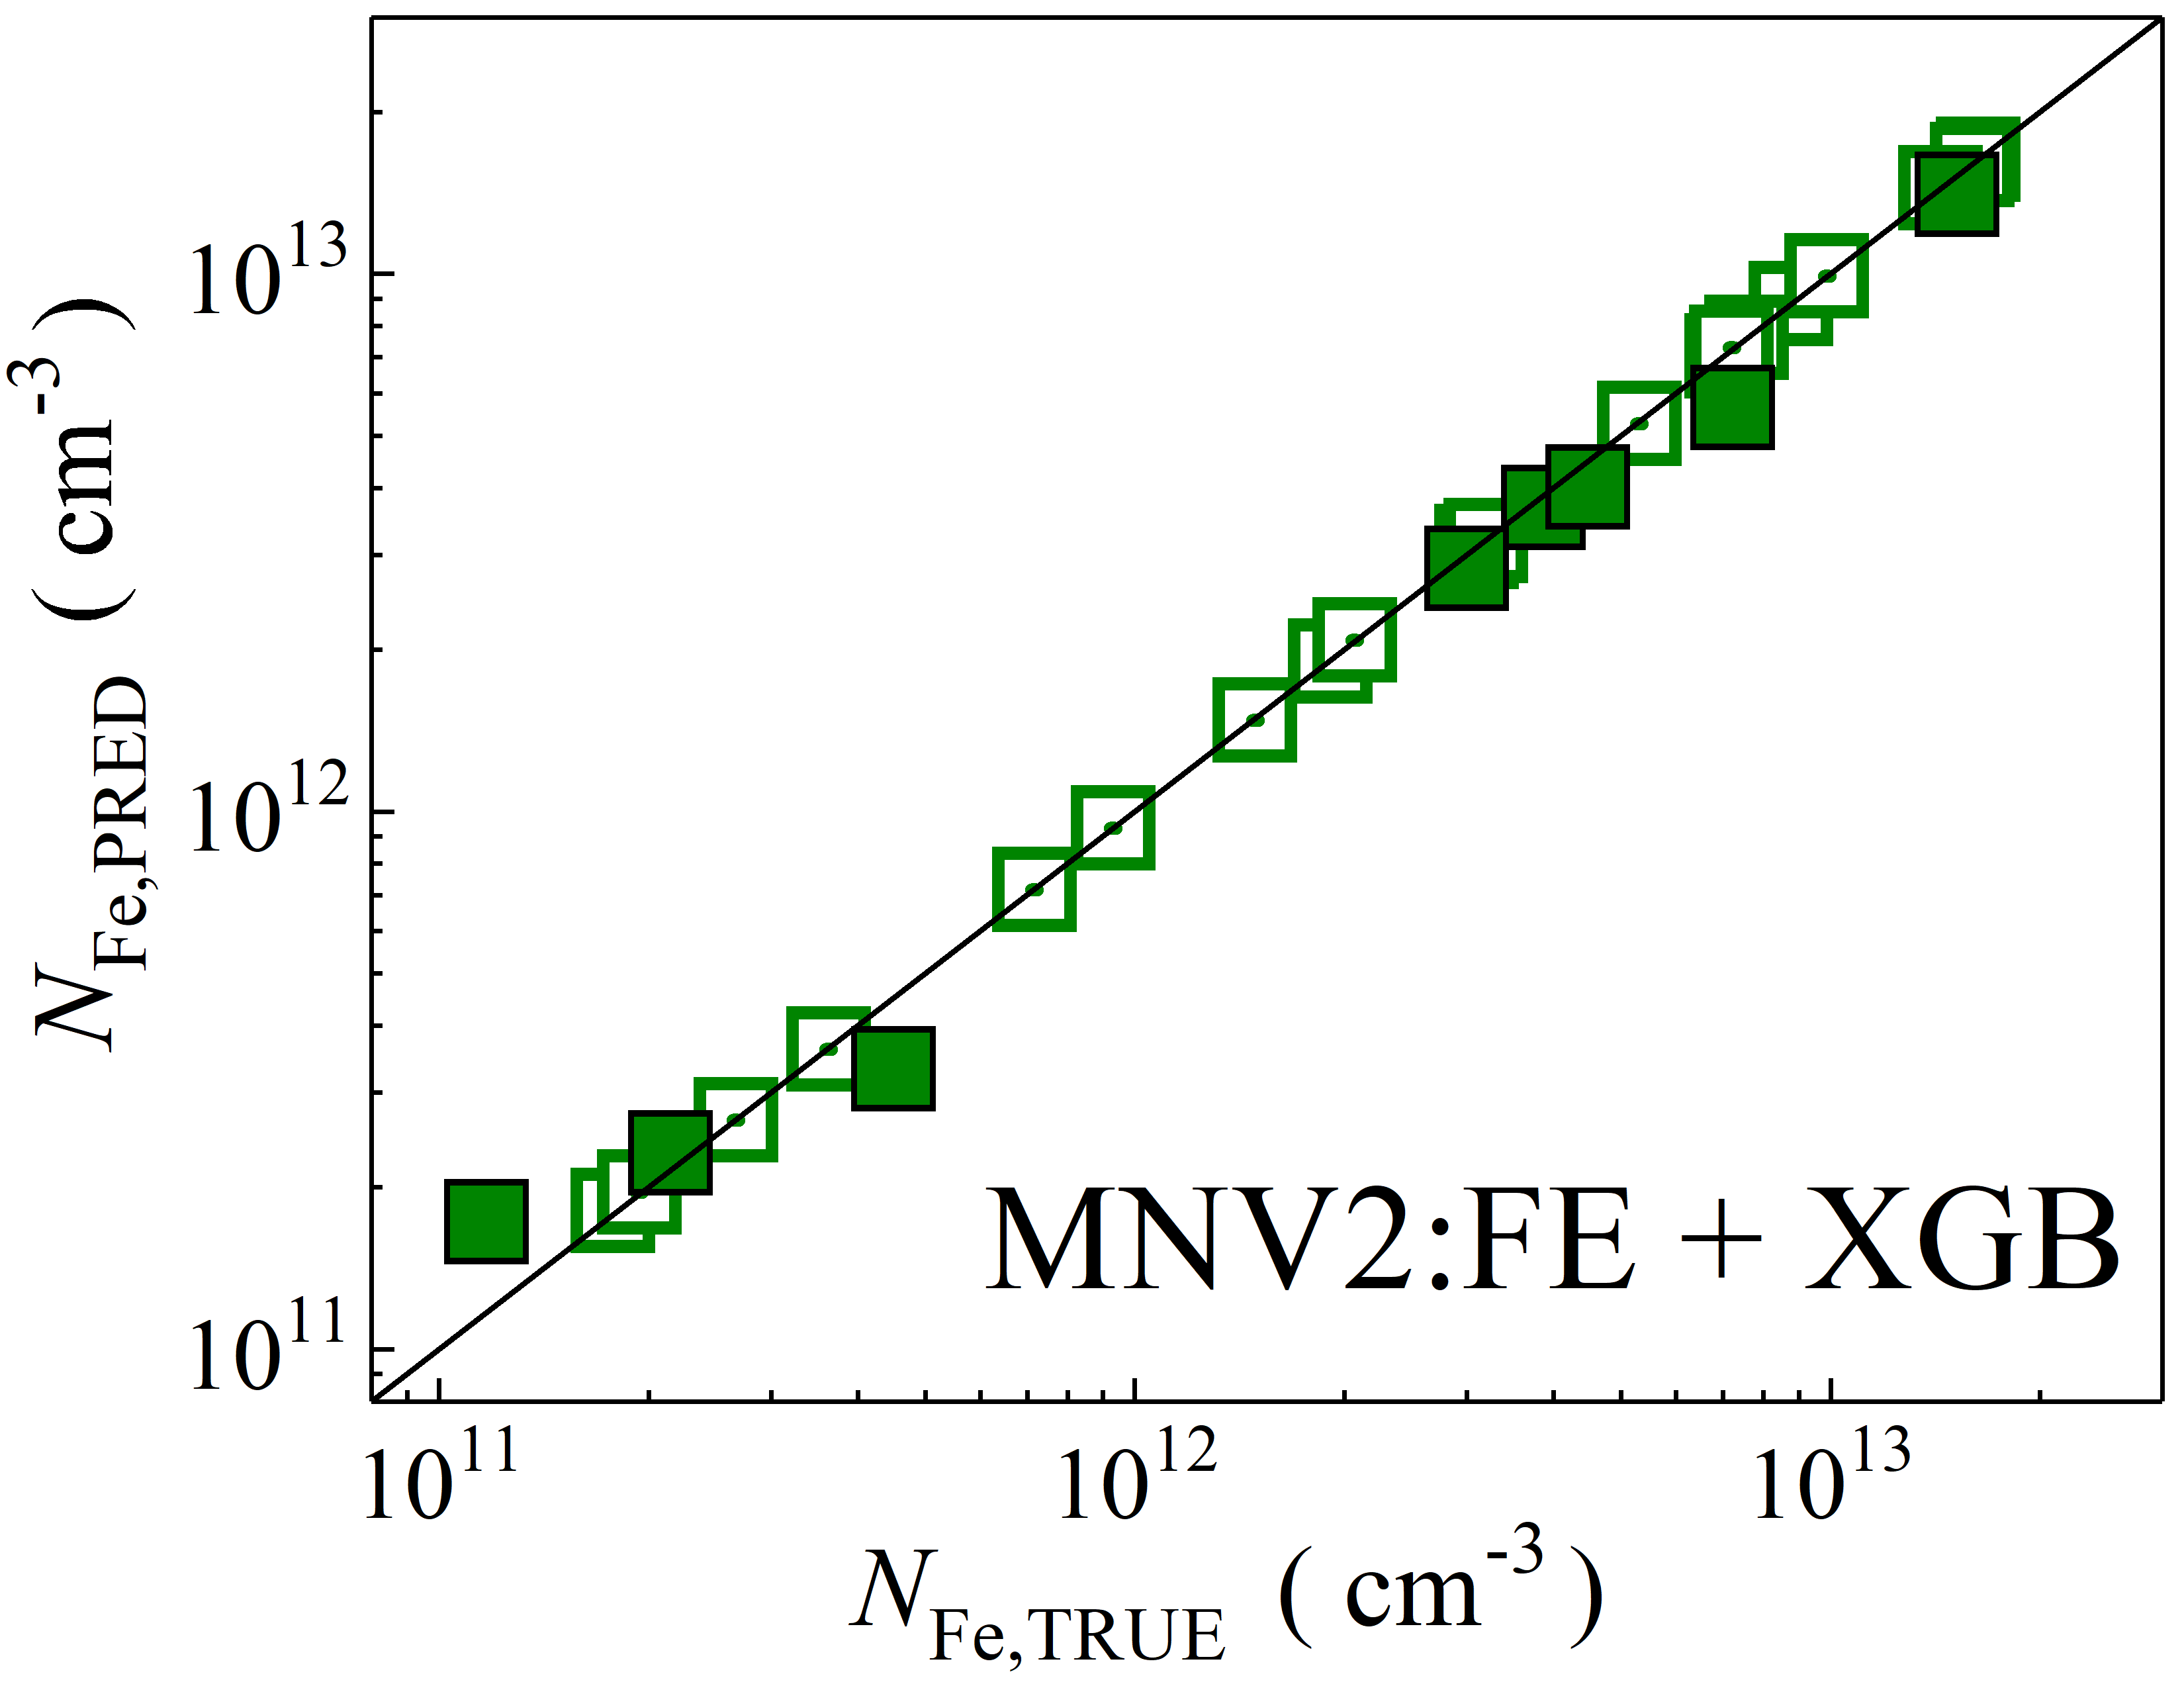 N_Fe,PRED ( cm^-3 )
10^13
10^12
10^11
MNV2:FE + XGB
10^11 10^12 10^13
N_Fe,TRUE ( cm^-3 )